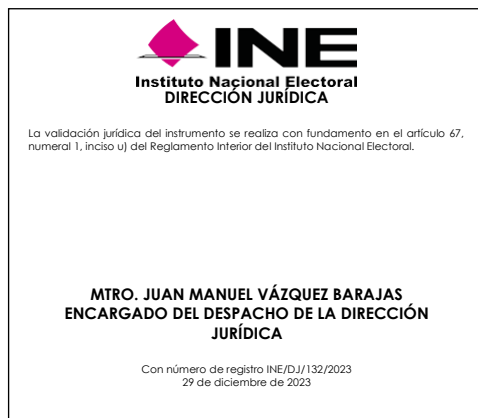 INE
Instituto Nacional Electoral
DIRECCIÓN JURÍDICA
La validación jurídica del instrumento se realiza con fundamento en el artículo 67,
numeral 1, inciso u) del Reglamento Interior del Instituto Nacional Electoral.
MTRO. JUAN MANUEL VÁZQUEZ BARAJAS
ENCARGADO DEL DESPACHO DE LA DIRECCIÓN
JURÍDICA
Con número de registro INE/DJ/132/2023
29 de diciembre de 2023